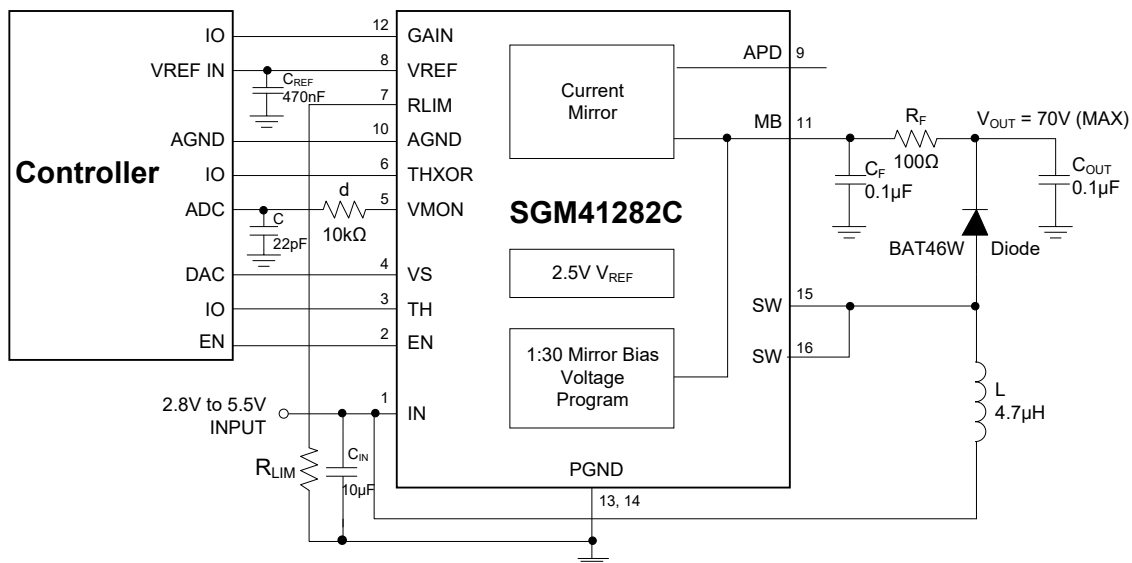 IO
VREF IN
AGND
Controller
IO
ADC
DAC
IO
EN
CREF
470nF
d
10kΩ
C
22pF
12
8
7
10
6
5
4
3
2
1
GAIN
VREF
RLIM
AGND
THXOR
VMON
VS
TH
EN
IN
2.8V to 5.5V
INPUT
RLIM
CIN
10µF
Current
Mirror
SGM41282C
2.5V VREF
1:30 Mirror Bias
Voltage
Program
PGND
13, 14
APD
9
MB
11
SW
15
SW
16
RF
100Ω
CF
0.1µF
VOUT = 70V (MAX)
COUT
0.1µF
BAT46W
Diode
L
4.7µH